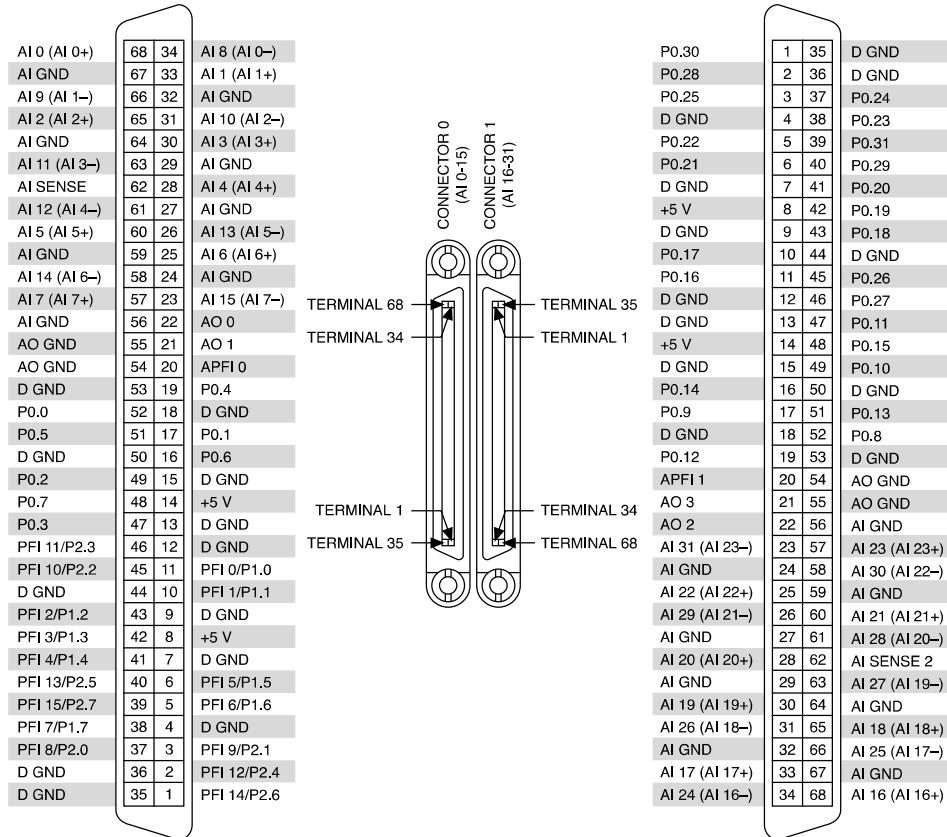 AI 0 (AI 0+) 68 34 AI 8 (AI 0–)
AI GND 67 33 AI 1 (AI 1+)
AI 9 (AI 1–) 66 32 AI GND
AI 2 (AI 2+) 65 31 AI 10 (AI 2–)
AI GND 64 30 AI 3 (AI 3+)
AI 11 (AI 3–) 63 29 AI GND
AI SENSE 62 28 AI 4 (AI 4+)
AI 12 (AI 4–) 61 27 AI GND
AI 5 (AI 5+) 60 26 AI 13 (AI 5–)
AI GND 59 25 AI 6 (AI 6+)
AI 14 (AI 6–) 58 24 AI GND
AI 7 (AI 7+) 57 23 AI 15 (AI 7–)
AI GND 56 22 AO 0
AO GND 55 21 AO 1
AO GND 54 20 APFI 0
D GND 53 19 P0.4
P0.0 52 18 D GND
P0.5 51 17 P0.1
D GND 50 16 P0.6
P0.2 49 15 D GND
P0.7 48 14 +5 V
P0.3 47 13 D GND
PFI 11/P2.3 46 12 D GND
PFI 10/P2.2 45 11 PFI 0/P1.0
D GND 44 10 PFI 1/P1.1
PFI 2/P1.2 43 9 D GND
PFI 3/P1.3 42 8 +5 V
PFI 4/P1.4 41 7 D GND
PFI 13/P2.5 40 6 PFI 5/P1.5
PFI 15/P2.7 39 5 PFI 6/P1.6
PFI 7/P1.7 38 4 D GND
PFI 8/P2.0 37 3 PFI 9/P2.1
D GND 36 2 PFI 12/P2.4
D GND 35 1 PFI 14/P2.6
CONNECTOR 0
(AI 0-15)
CONNECTOR 1
(AI 16-31)
TERMINAL 68
TERMINAL 34
TERMINAL 35
TERMINAL 1
TERMINAL 1
TERMINAL 35
TERMINAL 34
TERMINAL 68
P0.30 1 35 D GND
P0.28 2 36 D GND
P0.25 3 37 P0.24
D GND 4 38 P0.23
P0.22 5 39 P0.31
P0.21 6 40 P0.29
D GND 7 41 P0.20
+5 V 8 42 P0.19
D GND 9 43 P0.18
P0.17 10 44 D GND
P0.16 11 45 P0.26
D GND 12 46 P0.27
D GND 13 47 P0.11
+5 V 14 48 P0.15
D GND 15 49 P0.10
P0.14 16 50 D GND
P0.9 17 51 P0.13
D GND 18 52 P0.8
P0.12 19 53 D GND
APFI 1 20 54 AO GND
AO 3 21 55 AO GND
AO 2 22 56 AI GND
AI 31 (AI 23–) 23 57 AI 23 (AI 23+)
AI GND 24 58 AI 30 (AI 22–)
AI 22 (AI 22+) 25 59 AI GND
AI 29 (AI 21–) 26 60 AI 21 (AI 21+)
AI GND 27 61 AI 28 (AI 20–)
AI 20 (AI 20+) 28 62 AI SENSE 2
AI GND 29 63 AI 27 (AI 19–)
AI 19 (AI 19+) 30 64 AI GND
AI 26 (AI 18–) 31 65 AI 18 (AI 18+)
AI GND 32 66 AI 25 (AI 17–)
AI 17 (AI 17+) 33 67 AI GND
AI 24 (AI 16–) 34 68 AI 16 (AI 16+)